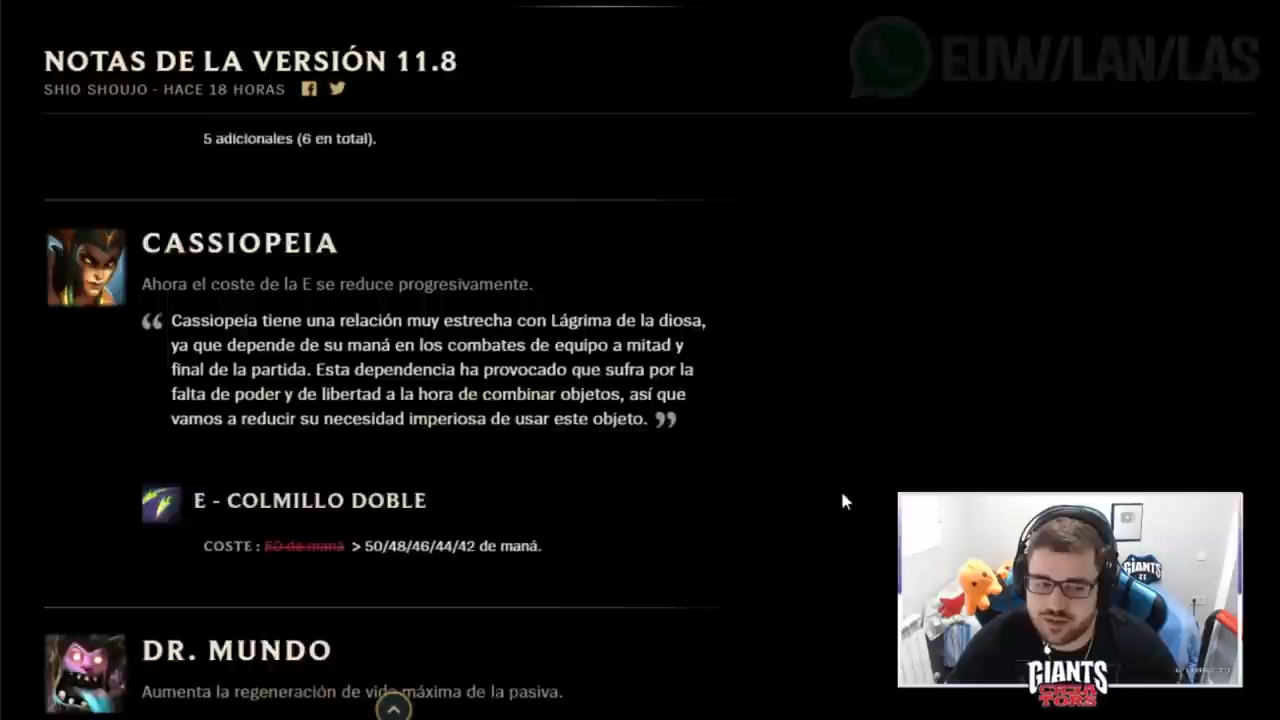 EUW/LAN/LAS
NOTAS DE LA VERSIÓN 11.8
SHIO SHOUJO - HACE 18 HORAS
5 adicionales (6 en total).
CASSIOPEIA
Ahora el coste de la E se reduce progresivamente.
“ Cassiopeia tiene una relación muy estrecha con Lágrima de la diosa,
ya que depende de su maná en los combates de equipo a mitad y
final de la partida. Esta dependencia ha provocado que sufra por la
falta de poder y de libertad a la hora de combinar objetos, así que
vamos a reducir su necesidad imperiosa de usar este objeto. ”
E - COLMILLO DOBLE
COSTE : 50 de maná > 50/48/46/44/42 de maná.
DR. MUNDO
Aumenta la regeneración de vida máxima de la pasiva.
GIANTS
GIANTS
CREA
TORS